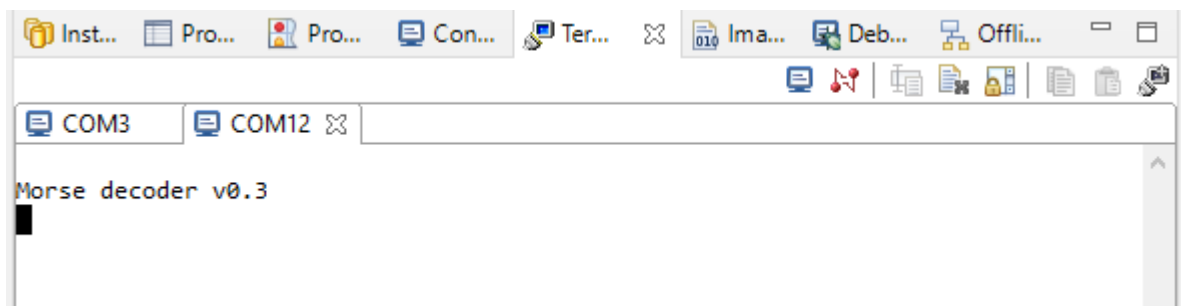 Inst... Pro... Pro... Con... Ter... Ima... Deb... Offli...
COM3 COM12
Morse decoder v0.3